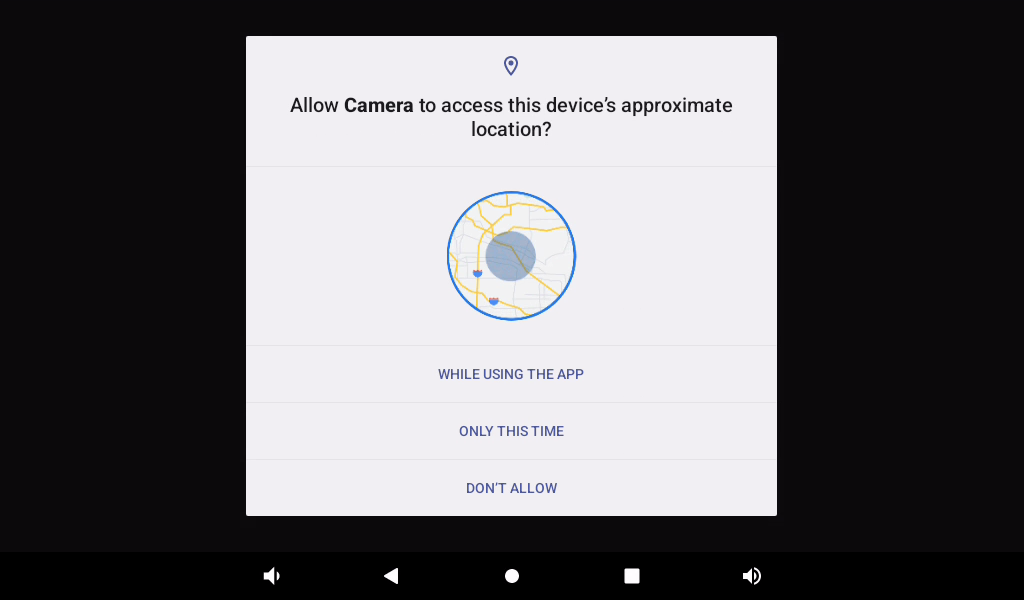 Allow Camera to access this device’s approximate
location?
WHILE USING THE APP
ONLY THIS TIME
DON’T ALLOW